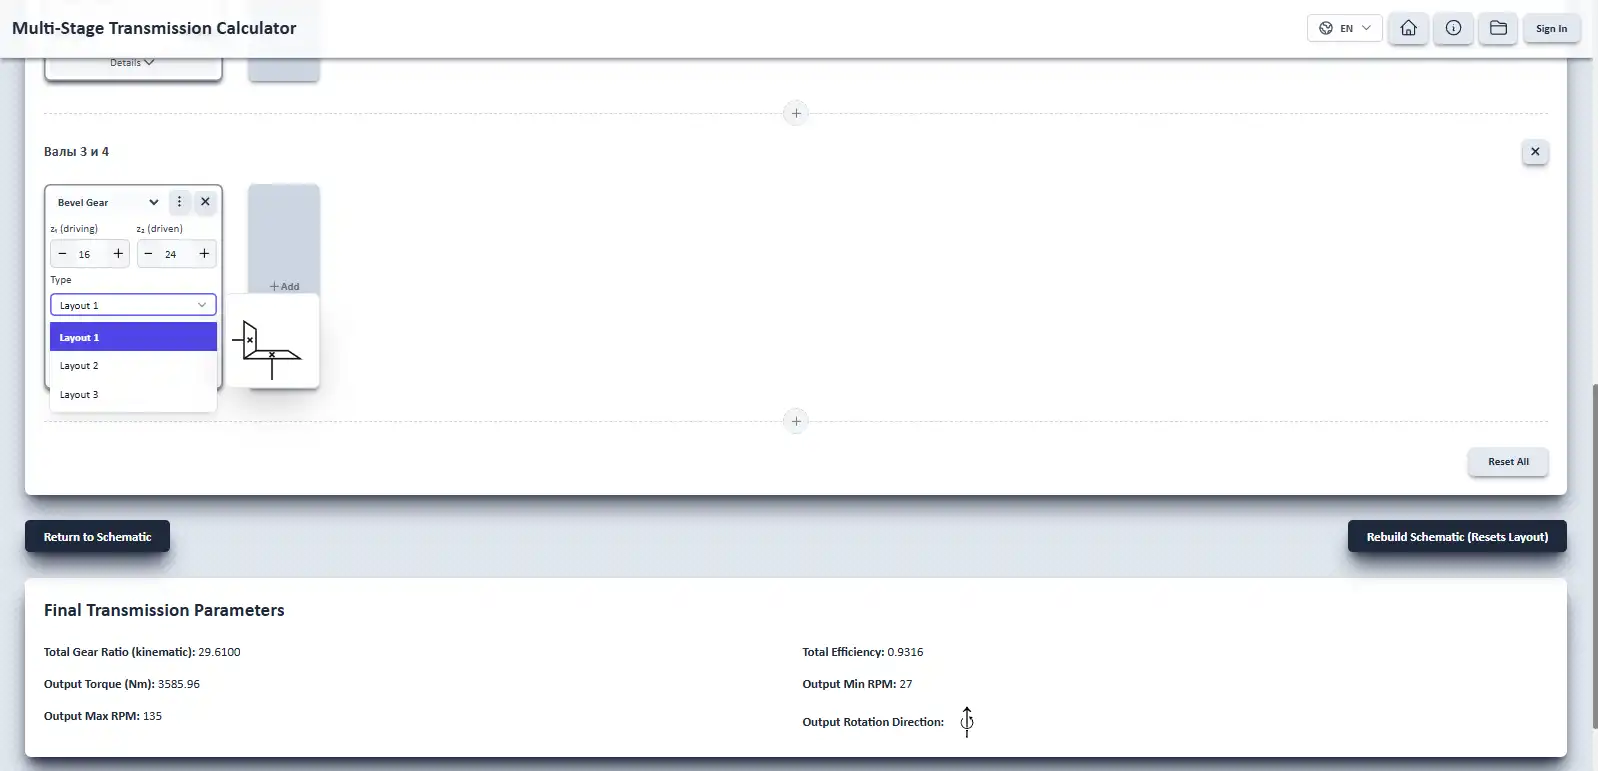 Multi-Stage Transmission Calculator
EN
Sign In
Details
Валы 3 и 4
Bevel Gear
z₁ (driving) z₂ (driven)
− 16 + − 24 +
Type
Layout 1
Layout 1
Layout 2
Layout 3
+ Add
Reset All
Return to Schematic
Rebuild Schematic (Resets Layout)
Final Transmission Parameters
Total Gear Ratio (kinematic): 29.6100
Total Efficiency: 0.9316
Output Torque (Nm): 3585.96
Output Min RPM: 27
Output Max RPM: 135
Output Rotation Direction: